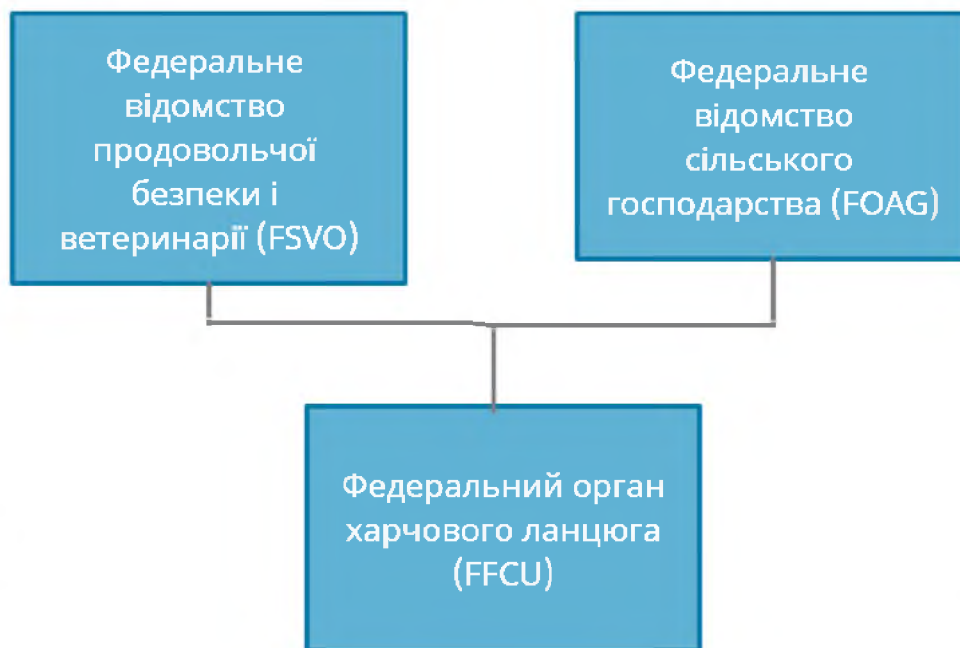 Федеральне
відомство
продовольчої
безпеки і
ветеринарії (FSVO)
Федеральне
відомство
сільського
господарства (FOAG)
Федеральний орган
харчового ланцюга
(FFCU)